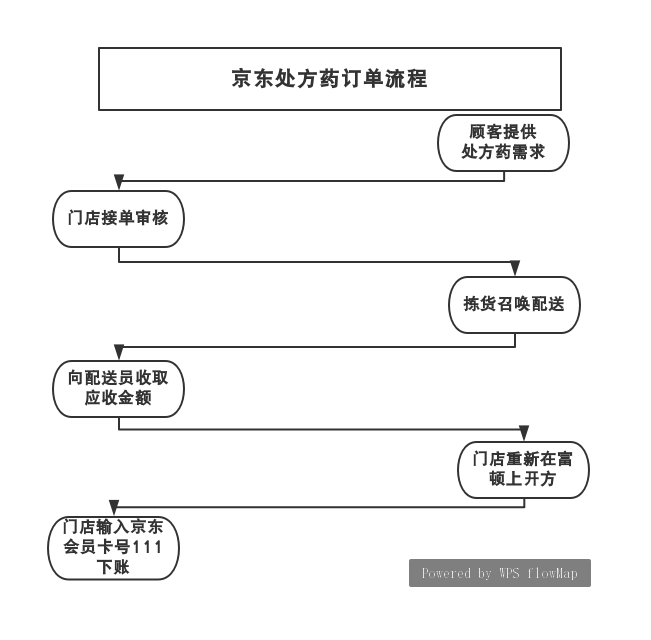 京东处方药订单流程
顾客提供
处方药需求
门店接单审核
拣货召唤配送
向配送员收取
应收金额
门店重新在富
顿上开方
门店输入京东
会员卡号111
下账
Powered by WPS flowMap